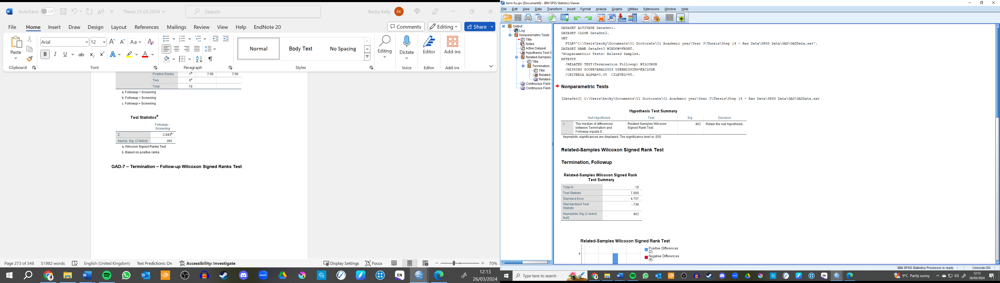 AutoSave Off Thesis 25.03.2024 Search Becky Kelly BK
File Home Insert Draw Design Layout References Mailings Review View Help EndNote 20 Comments Editing Share
Paste
Arial 12 Aa
B I U ab x2 x2 A A
Normal Body Text No Spacing
Editing Dictate Editor Add-ins
Clipboard Font Paragraph Styles Voice Editor Add-ins
Positive Ranks 1b 7.50 7.50
Ties 0c
Total 10
a. Followup < Screening
b. Followup > Screening
c. Followup = Screening
Test Statisticsa
Followup -
Screening
Z -2.043b
Asymp. Sig. (2-tailed) .041
a. Wilcoxon Signed Ranks Test
b. Based on positive ranks.
GAD-7 – Termination – Follow-up Wilcoxon Signed Ranks Test
Page 273 of 348 51982 words English (United Kingdom) Text Predictions: On Accessibility: Investigate Display Settings Focus 70%
EN
12:13
26/03/2024
term-fu.spv [Document6] - IBM SPSS Statistics Viewer
File Edit View Data Transform Insert Format Analyze Graphs Utilities Extensions Window Help
Output
Log
Nonparametric Tests
Title
Notes
Active Dataset
Hypothesis Test S
Related-Samples
Title
Termination,
Title
Related-
Related-
Continuous Field
Continuous Field
DATASET ACTIVATE DataSet1.
DATASET CLOSE DataSet2.
GET
FILE='C:\Users\becky\Documents\01 Doctorate\01 Academic year\Year 3\Thesis\Step 14 - Raw Data\SPSS Data\GAD\GADData.sav'.
DATASET NAME DataSet3 WINDOW=FRONT.
*Nonparametric Tests: Related Samples.
NPTESTS
/RELATED TEST(Termination Followup) WILCOXON
/MISSING SCOPE=ANALYSIS USERMISSING=EXCLUDE
/CRITERIA ALPHA=0.05 CILEVEL=95.
Nonparametric Tests
[DataSet3] C:\Users\becky\Documents\01 Doctorate\01 Academic year\Year 3\Thesis\Step 14 - Raw Data\SPSS Data\GAD\GADData.sav
Hypothesis Test Summary
Null Hypothesis Test Sig. Decision
1 The median of differences Related-Samples Wilcoxon .462 Retain the null hypothesis.
between Termination and Signed Rank Test
Followup equals 0.
Asymptotic significances are displayed. The significance level is .050.
Related-Samples Wilcoxon Signed Rank Test
Termination, Followup
Related-Samples Wilcoxon Signed Rank
Test Summary
Total N 10
Test Statistic 7.000
Standard Error 4.757
Standardized Test -.736
Statistic
Asymptotic Sig.(2-sided .462
test)
Related-Samples Wilcoxon Signed Rank Test
4
Positive Differences
(2)
Negative Differences
(4)
IBM SPSS Statistics Processor is ready Unicode:ON
Type here to search EN 9°C Partly sunny
12:13
26/03/2024